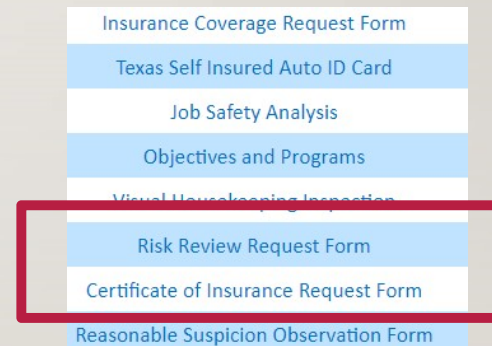 Insurance Coverage Request Form
Texas Self Insured Auto ID Card
Job Safety Analysis
Objectives and Programs
Visual Housekeeping Inspection
Risk Review Request Form
Certificate of Insurance Request Form
Reasonable Suspicion Observation Form